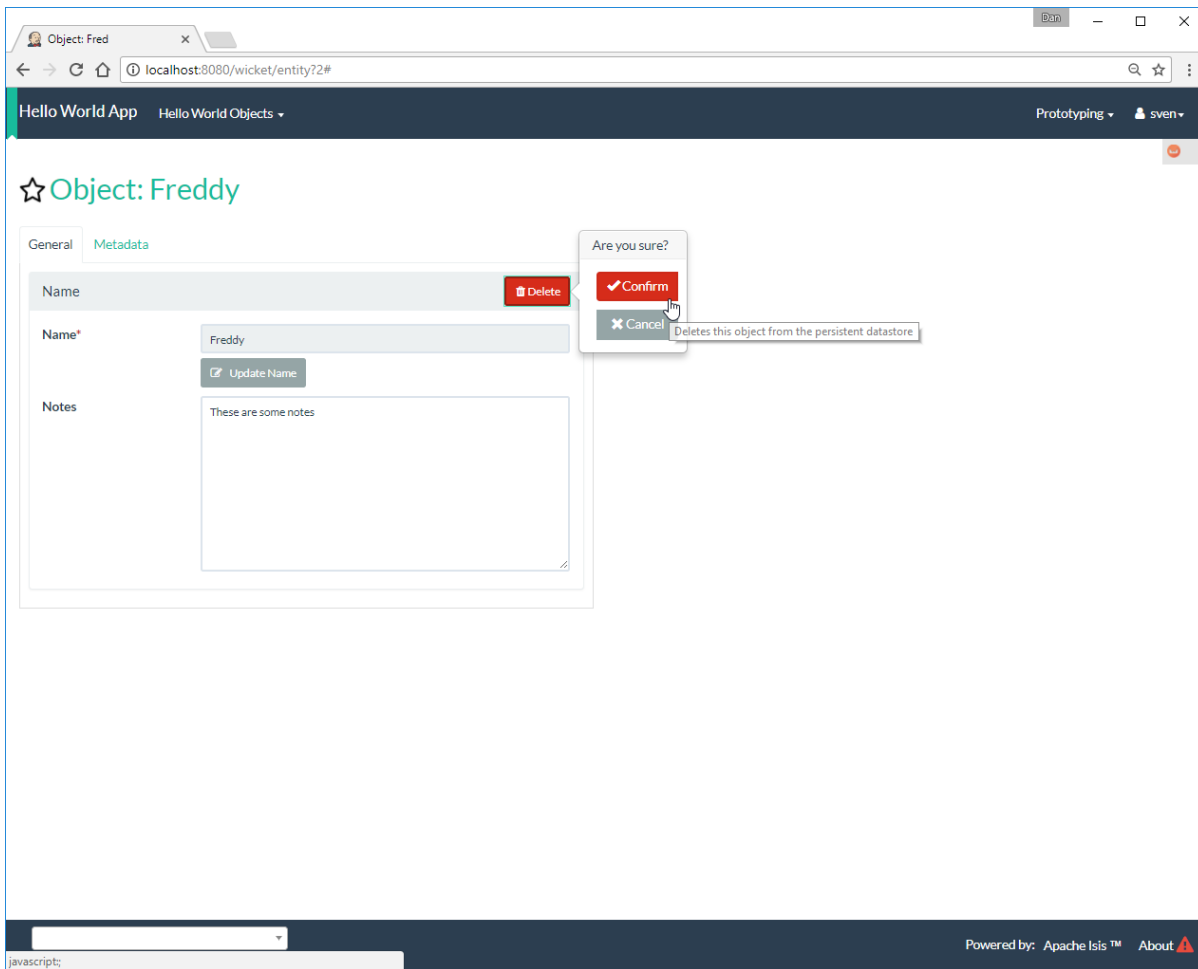 Dan
Object: Fred
localhost:8080/wicket/entity?2#
Hello World App Hello World Objects Prototyping sven
Object: Freddy
General Metadata
Are you sure?
Name Delete
Confirm
Cancel
Deletes this object from the persistent datastore
Name* Freddy
Update Name
Notes These are some notes
Powered by: Apache Isis ™ About
javascript:;